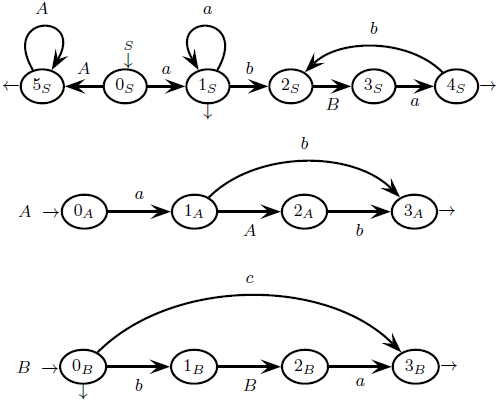 A a b
S
5S A 0S a 1S b 2S B 3S a 4S
b
A 0A a 1A A 2A b 3A
c
B 0B b 1B B 2B a 3B